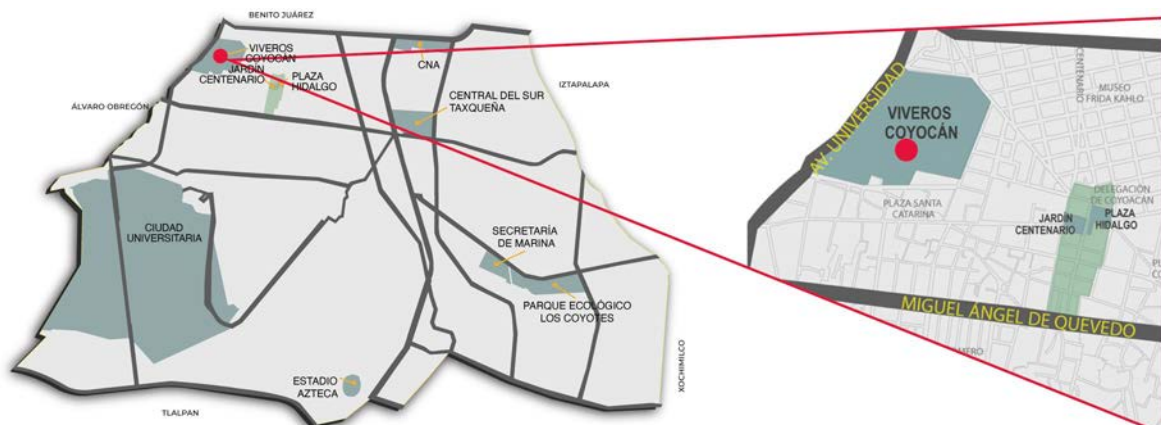 BENITO JUÁREZ
VIVEROS
COYOCÁN
JARDÍN
CENTENARIO
PLAZA
HIDALGO
CNA
IZTAPALAPA
ÁLVARO OBREGÓN
CENTRAL DEL SUR
TAXQUEÑA
CIUDAD
UNIVERSITARIA
SECRETARÍA
DE MARINA
PARQUE ECOLÓGICO
LOS COYOTES
ESTADIO
AZTECA
XOCHIMILCO
TLALPAN
AV. UNIVERSIDAD
VIVEROS
COYOCÁN
CENTENARIO
MUSEO
FRIDA KAHLO
PLAZA SANTA
CATARINA
DELEGACIÓN
DE COYOACÁN
JARDÍN
CENTENARIO
PLAZA
HIDALGO
MIGUEL ÁNGEL DE QUEVEDO